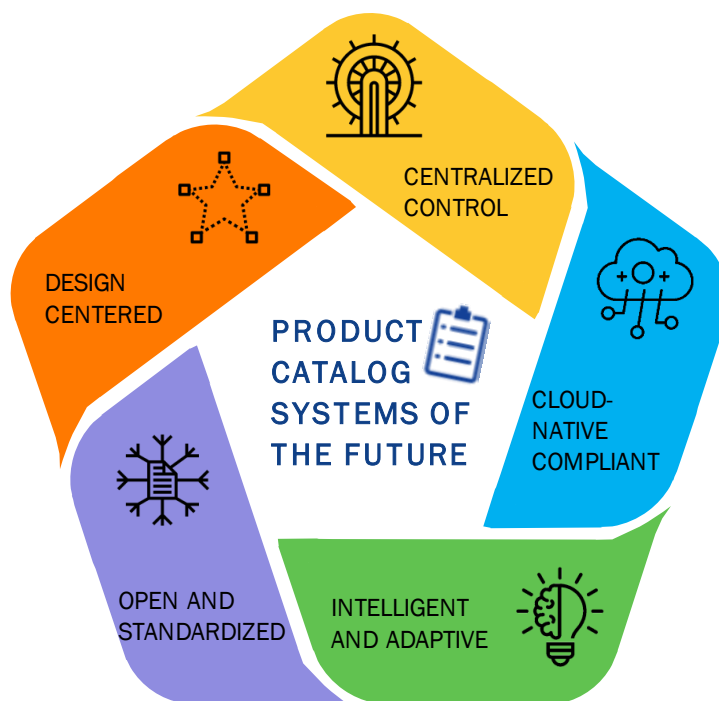 CENTRALIZED
CONTROL
DESIGN
CENTERED
PRODUCT
CATALOG
SYSTEMS OF
THE FUTURE
CLOUD-
NATIVE
COMPLIANT
OPEN AND
STANDARDIZED
INTELLIGENT
AND ADAPTIVE